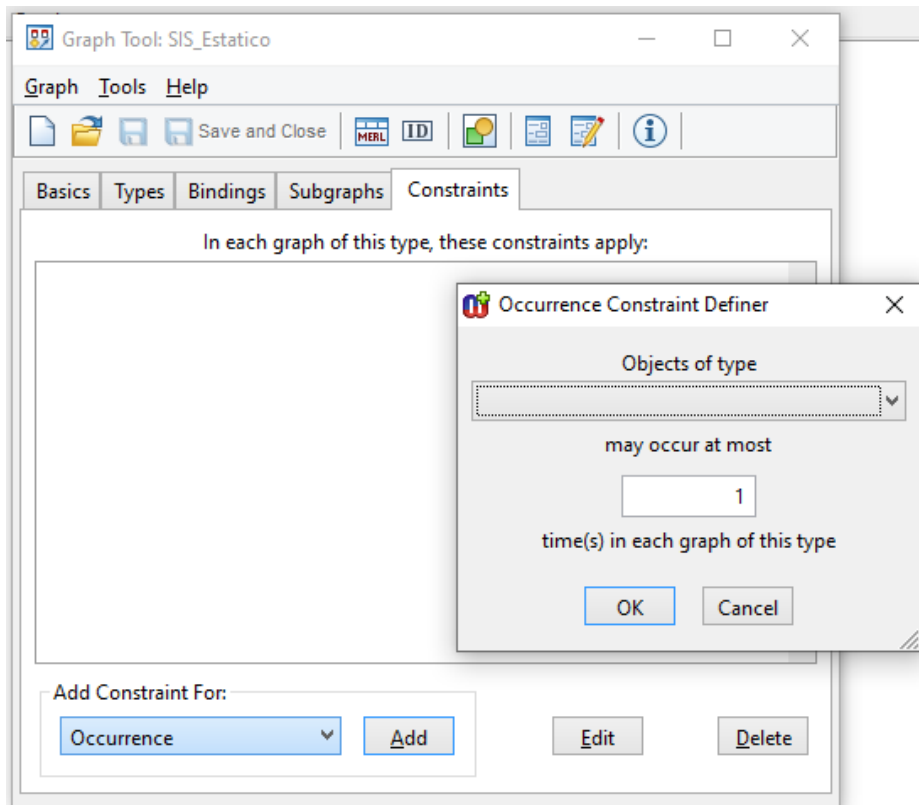 Graph Tool: SIS_Estatico
Graph Tools Help
Save and Close MERL ID
Basics Types Bindings Subgraphs Constraints
In each graph of this type, these constraints apply:
Occurrence Constraint Definer
Objects of type
may occur at most
1
time(s) in each graph of this type
OK Cancel
Add Constraint For:
Occurrence Add Edit Delete